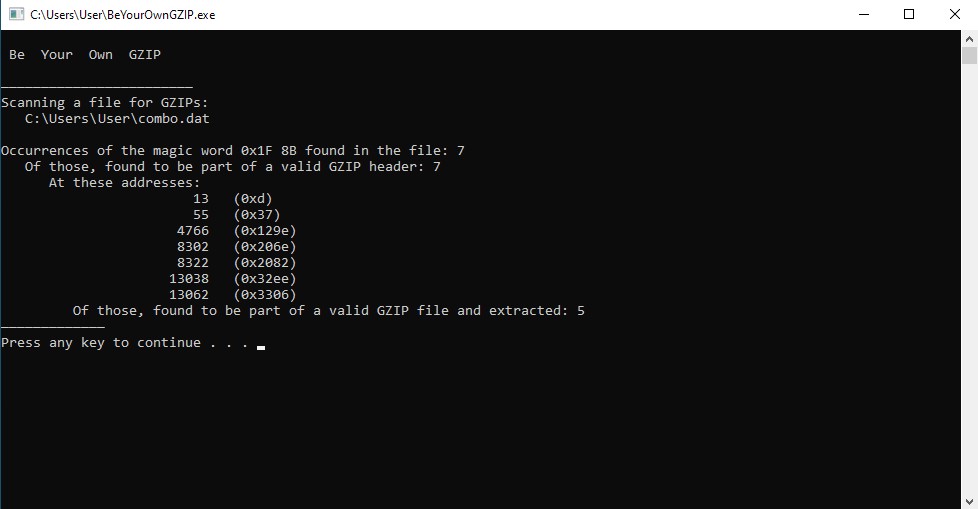 C:\Users\User\BeYourOwnGZIP.exe
Be Your Own GZIP
Scanning a file for GZIPs:
C:\Users\User\combo.dat
Occurrences of the magic word 0x1F 8B found in the file: 7
Of those, found to be part of a valid GZIP header: 7
At these addresses:
13 (0xd)
55 (0x37)
4766 (0x129e)
8302 (0x206e)
8322 (0x2082)
13038 (0x32ee)
13062 (0x3306)
Of those, found to be part of a valid GZIP file and extracted: 5
Press any key to continue . . .